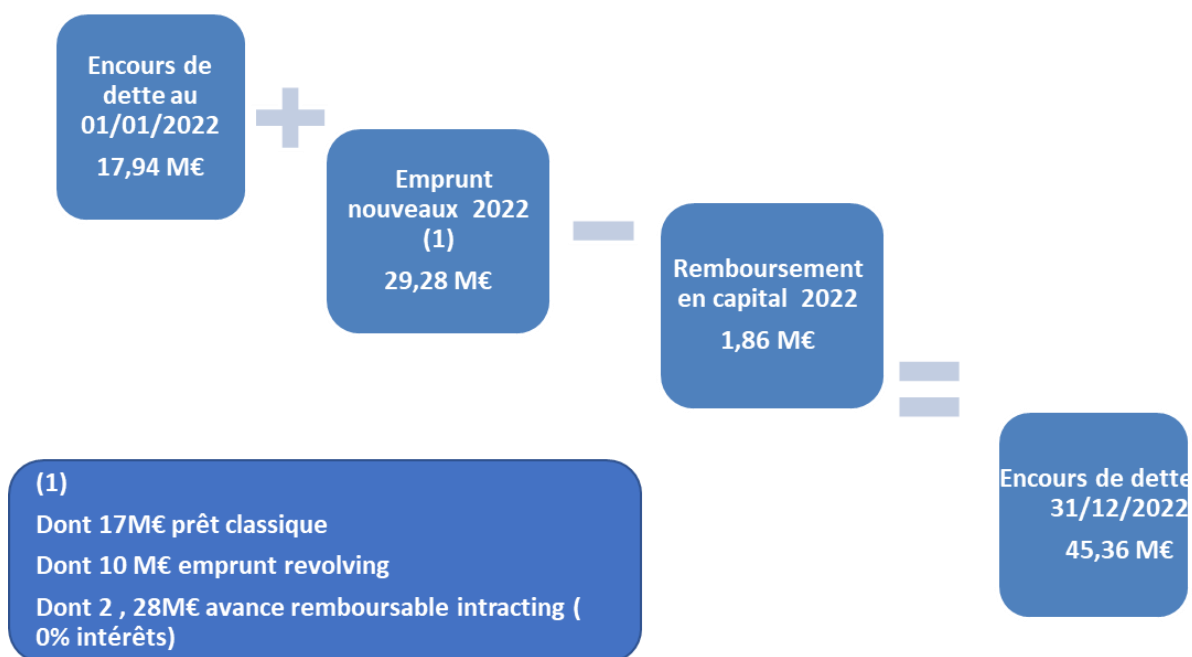 Encours de
dette au
01/01/2022
17,94 M€
Emprunt
nouveaux 2022
(1)
29,28 M€
Remboursement
en capital 2022
1,86 M€
Encours de dette
31/12/2022
45,36 M€
(1)
Dont 17M€ prêt classique
Dont 10 M€ emprunt revolving
Dont 2 , 28M€ avance remboursable intracting (
0% intérêts)